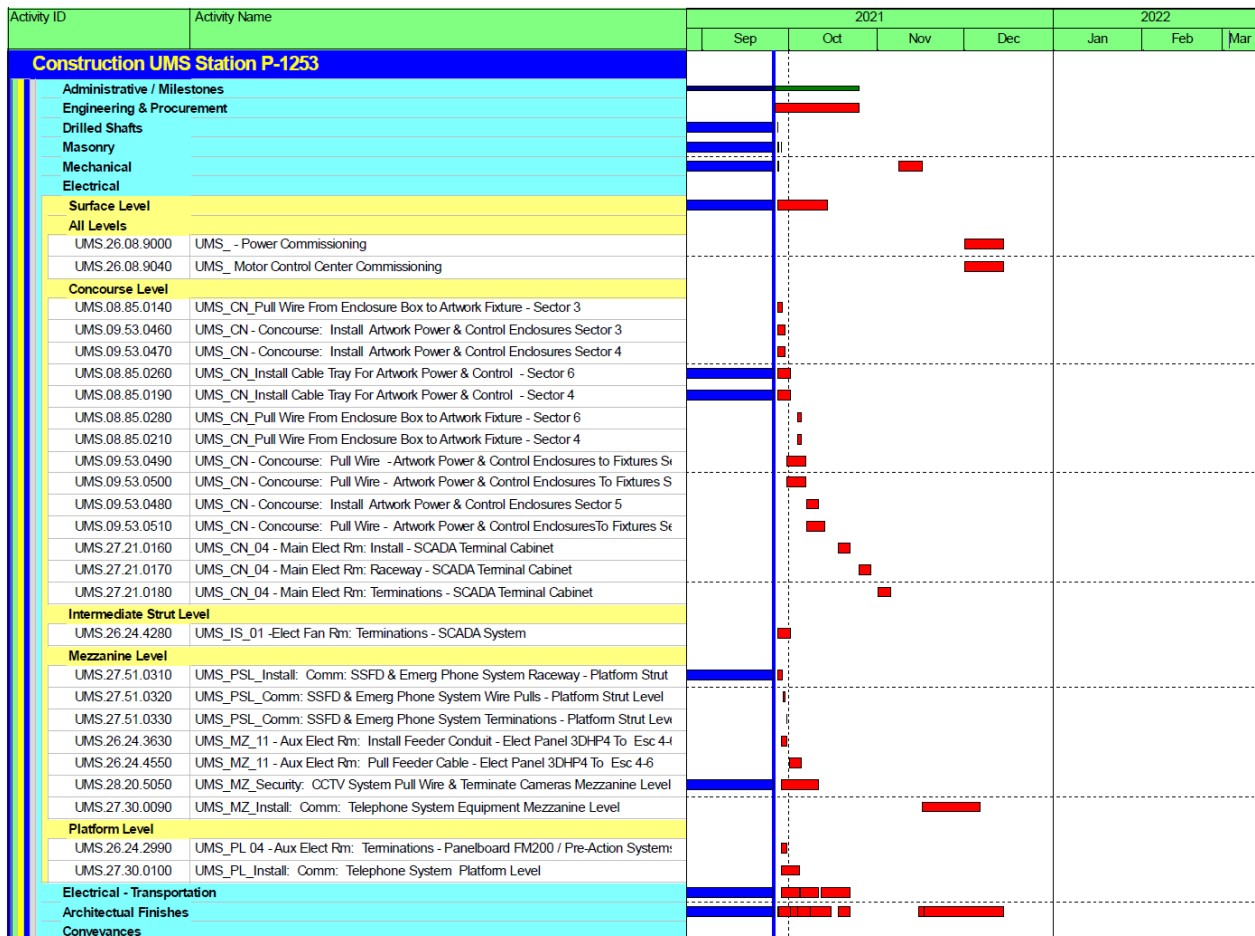 Activity ID Activity Name 2021 2022
Sep Oct Nov Dec Jan Feb Mar
Construction UMS Station P-1253
Administrative / Milestones
Engineering & Procurement
Drilled Shafts
Masonry
Mechanical
Electrical
Surface Level
All Levels
UMS.26.08.9000 UMS_ - Power Commissioning
UMS.26.08.9040 UMS_ Motor Control Center Commissioning
Concourse Level
UMS.08.85.0140 UMS_CN_Pull Wire From Enclosure Box to Artwork Fixture - Sector 3
UMS.09.53.0460 UMS_CN - Concourse: Install Artwork Power & Control Enclosures Sector 3
UMS.09.53.0470 UMS_CN - Concourse: Install Artwork Power & Control Enclosures Sector 4
UMS.08.85.0260 UMS_CN_Install Cable Tray For Artwork Power & Control - Sector 6
UMS.08.85.0190 UMS_CN_Install Cable Tray For Artwork Power & Control - Sector 4
UMS.08.85.0280 UMS_CN_Pull Wire From Enclosure Box to Artwork Fixture - Sector 6
UMS.08.85.0210 UMS_CN_Pull Wire From Enclosure Box to Artwork Fixture - Sector 4
UMS.09.53.0490 UMS_CN - Concourse: Pull Wire - Artwork Power & Control Enclosures to Fixtures Se
UMS.09.53.0500 UMS_CN - Concourse: Pull Wire - Artwork Power & Control Enclosures To Fixtures S
UMS.09.53.0480 UMS_CN - Concourse: Install Artwork Power & Control Enclosures Sector 5
UMS.09.53.0510 UMS_CN - Concourse: Pull Wire - Artwork Power & Control EnclosuresTo Fixtures Se
UMS.27.21.0160 UMS_CN_04 - Main Elect Rm: Install - SCADA Terminal Cabinet
UMS.27.21.0170 UMS_CN_04 - Main Elect Rm: Raceway - SCADA Terminal Cabinet
UMS.27.21.0180 UMS_CN_04 - Main Elect Rm: Terminations - SCADA Terminal Cabinet
Intermediate Strut Level
UMS.26.24.4280 UMS_IS_01 -Elect Fan Rm: Terminations - SCADA System
Mezzanine Level
UMS.27.51.0310 UMS_PSL_Install: Comm: SSFD & Emerg Phone System Raceway - Platform Strut
UMS.27.51.0320 UMS_PSL_Comm: SSFD & Emerg Phone System Wire Pulls - Platform Strut Level
UMS.27.51.0330 UMS_PSL_Comm: SSFD & Emerg Phone System Terminations - Platform Strut Leve
UMS.26.24.3630 UMS_MZ_11 - Aux Elect Rm: Install Feeder Conduit - Elect Panel 3DHP4 To Esc 4-6
UMS.26.24.4550 UMS_MZ_11 - Aux Elect Rm: Pull Feeder Cable - Elect Panel 3DHP4 To Esc 4-6
UMS.28.20.5050 UMS_MZ_Security: CCTV System Pull Wire & Terminate Cameras Mezzanine Level
UMS.27.30.0090 UMS_MZ_Install: Comm: Telephone System Equipment Mezzanine Level
Platform Level
UMS.26.24.2990 UMS_PL 04 - Aux Elect Rm: Terminations - Panelboard FM200 / Pre-Action Systems
UMS.27.30.0100 UMS_PL_Install: Comm: Telephone System Platform Level
Electrical - Transportation
Architectual Finishes
Conveyances